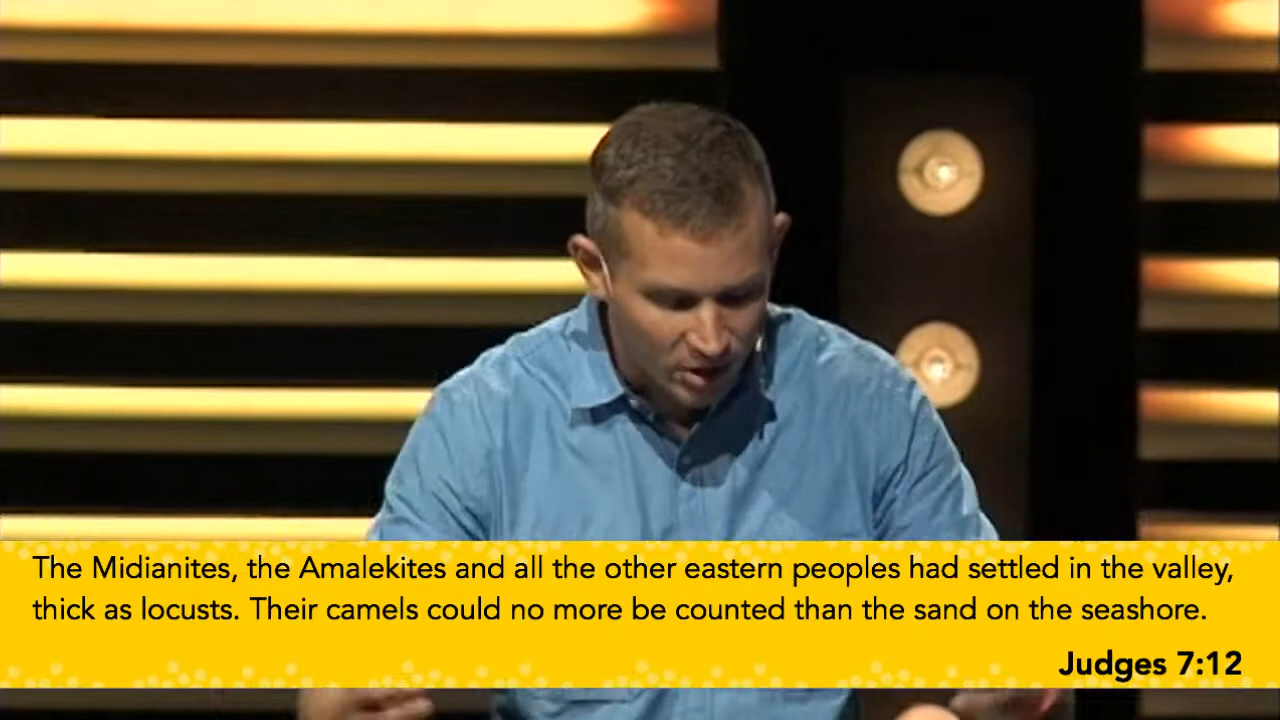 The Midianites, the Amalekites and all the other eastern peoples had settled in the valley,
thick as locusts. Their camels could no more be counted than the sand on the seashore.
Judges 7:12